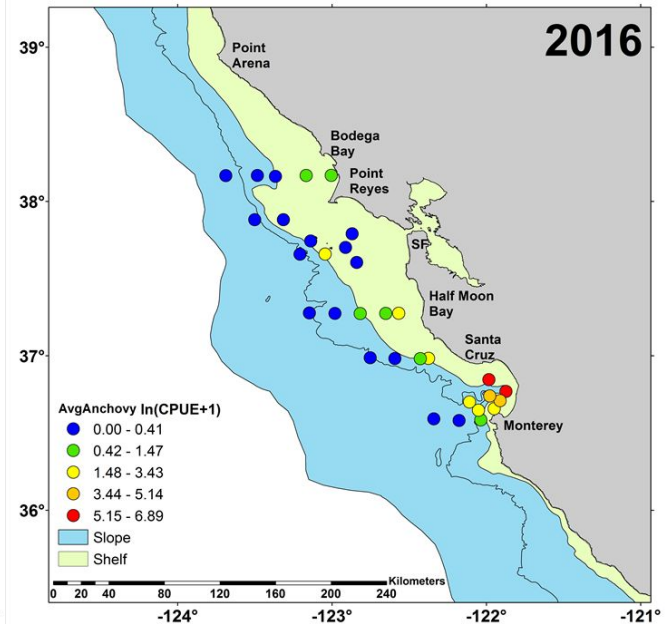 2016
39°
Point
Arena
Bodega
Bay
Point
Reyes
38°
SF
Half Moon
Bay
Santa
Cruz
37°
AvgAnchovy ln(CPUE+1)
0.00 - 0.41
0.42 - 1.47
1.48 - 3.43
3.44 - 5.14
5.15 - 6.89
Slope
Shelf
Monterey
36°
Kilometers
0 20 40 80 120 160 200 240
-124° -123° -122° -121°